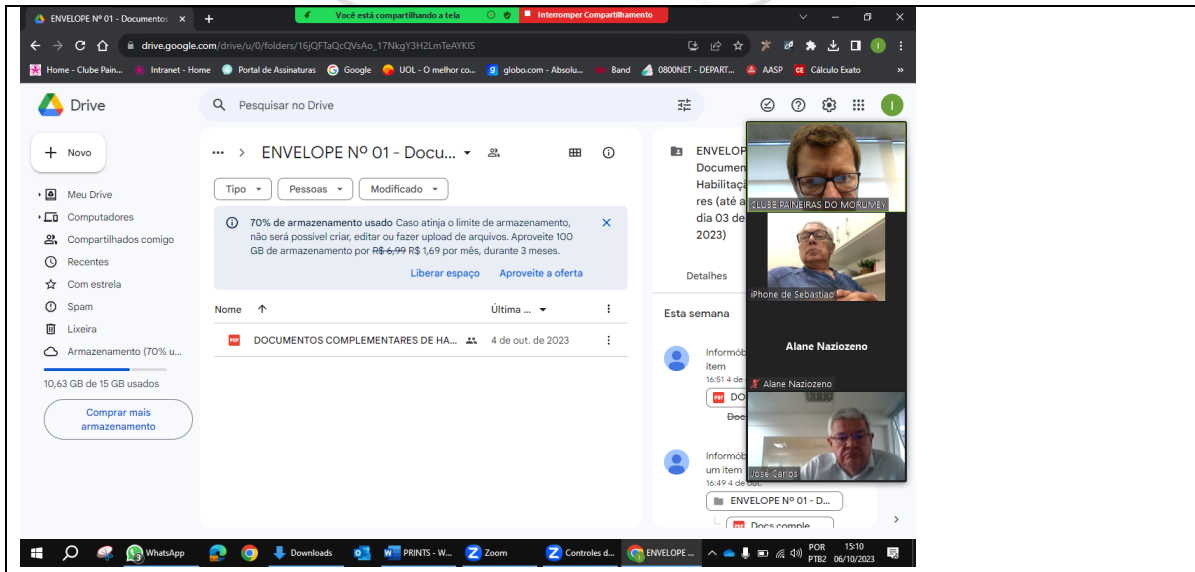 ENVELOPE Nº 01 - Documentos
Você está compartilhando a tela
Interromper Compartilhamento
drive.google.com/drive/u/0/folders/16jQFTaQcQVsAo_17NkgY3H2LmTeAYKIS
Home - Clube Pain...
Intranet - Home
Portal de Assinaturas
Google
UOL - O melhor co...
globo.com - Absolu...
Band
0800NET - DEPART...
AASP
CE Cálculo Exato
»
Drive
Pesquisar no Drive
Novo
Meu Drive
Computadores
Compartilhados comigo
Recentes
Com estrela
Spam
Lixeira
Armazenamento (70% u...
10,63 GB de 15 GB usados
Comprar mais
armazenamento
... > ENVELOPE Nº 01 - Docu...
Tipo
Pessoas
Modificado
70% de armazenamento usado Caso atinja o limite de armazenamento,
não será possível criar, editar ou fazer upload de arquivos. Aproveite 100
GB de armazenamento por R$ 6,99 R$ 1,69 por mês, durante 3 meses.
Liberar espaço Aproveite a oferta
Nome
Última ...
PDF DOCUMENTOS COMPLEMENTARES DE HA... 4 de out. de 2023
ENVELOP
Documen
Habilitaçã
res (até a
dia 03 de
2023)
Detalhes
Esta semana
Informób
item
16:51 4 de
PDF DO
Doc
Informób
um item
16:49 4 de out.
ENVELOPE Nº 01 - D...
PDF Docs comple...
CLUBE PAINEIRAS DO MORUMBY
iPhone de Sebastiao
Alane Naziozeno
Alane Naziozeno
José Carlos
WhatsApp
3
Downloads
PRINTS - W...
Zoom
Controles d...
ENVELOPE ...
POR
PTB2
15:10
06/10/2023